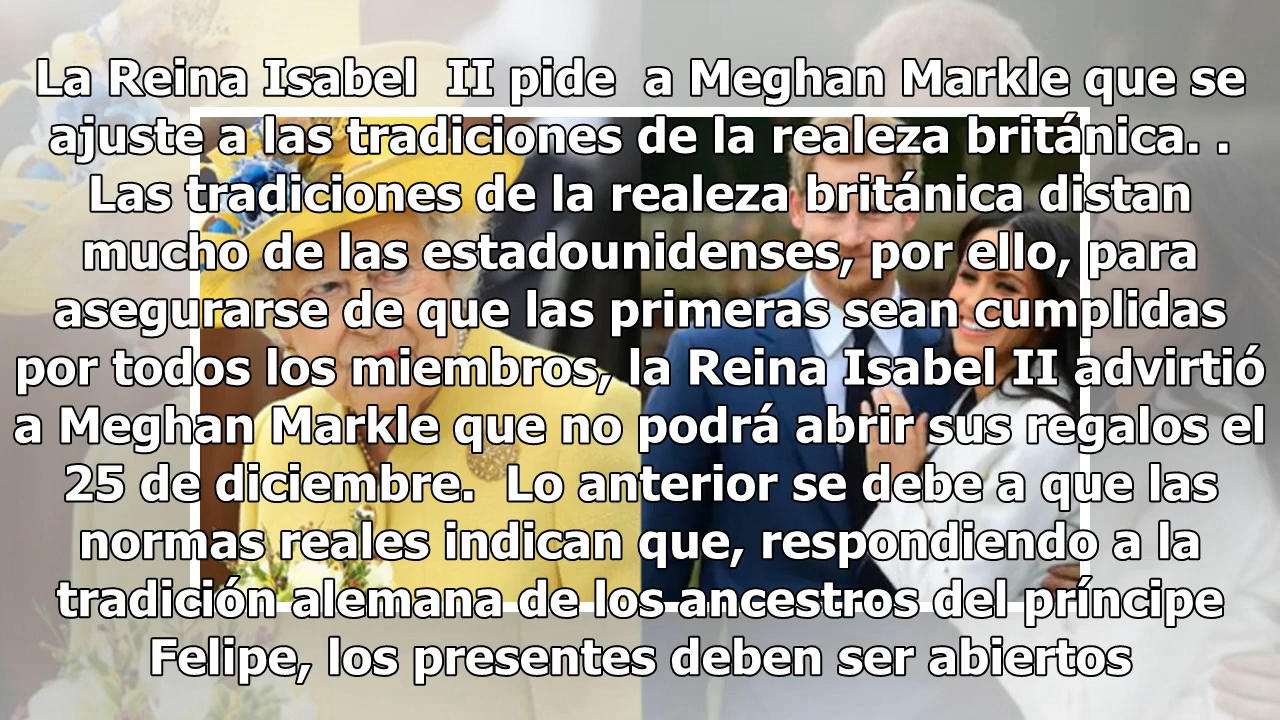 La Reina Isabel  II pide  a Meghan Markle que se
ajuste a las tradiciones de la realeza británica. .
Las tradiciones de la realeza británica distan
mucho de las estadounidenses, por ello, para
asegurarse de que las primeras sean cumplidas
por todos los miembros, la Reina Isabel II advirtió
a Meghan Markle que no podrá abrir sus regalos el
25 de diciembre.  Lo anterior se debe a que las
normas reales indican que, respondiendo a la
tradición alemana de los ancestros del príncipe
Felipe, los presentes deben ser abiertos